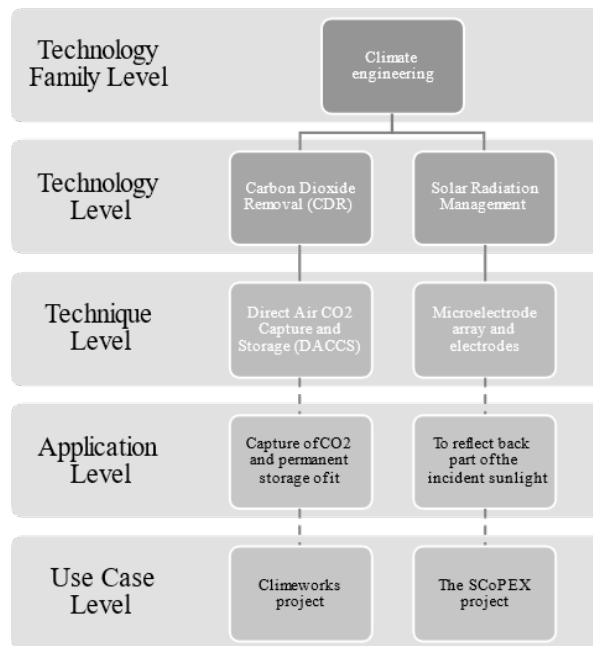 Technology
Family Level
Climate
engineering
Technology
Level
Carbon Dioxide
Removal (CDR)
Solar Radiation
Management
Technique
Level
Direct Air CO2
Capture and
Storage (DACCS)
Microelectrode
array and
electrodes
Application
Level
Capture of CO2
and permanent
storage of it
To reflect back
part of the
incident sunlight
Use Case
Level
Climeworks
project
The SCoPEX
project